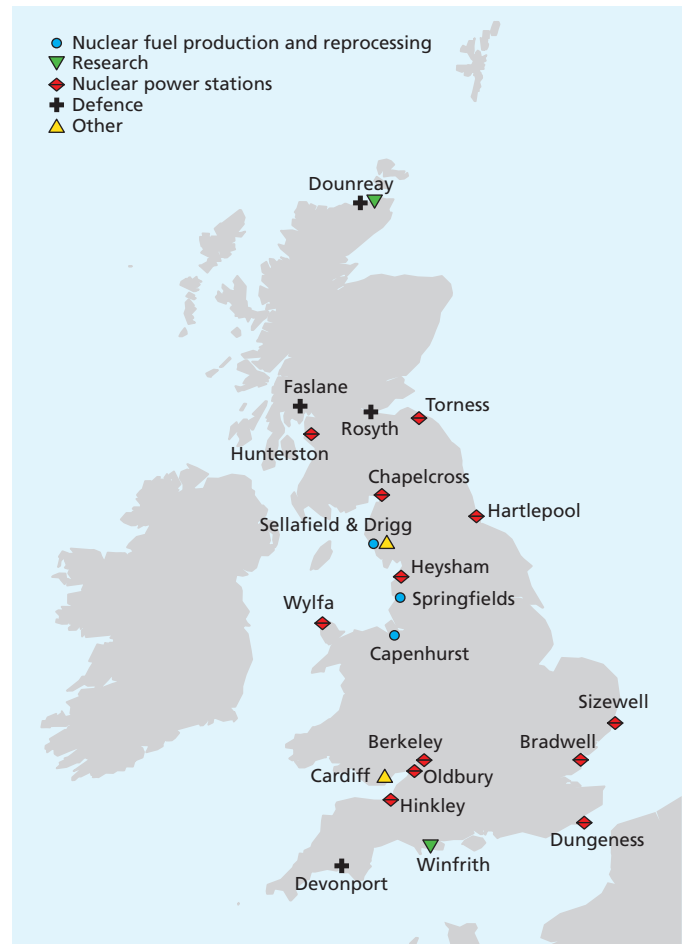 Nuclear fuel production and reprocessing
Research
Nuclear power stations
Defence
Other
Dounreay
Faslane
Torness
Rosyth
Hunterston
Chapelcross
Hartlepool
Sellafield & Drigg
Heysham
Wylfa
Springfields
Capenhurst
Sizewell
Berkeley
Bradwell
Cardiff
Oldbury
Hinkley
Dungeness
Winfrith
Devonport